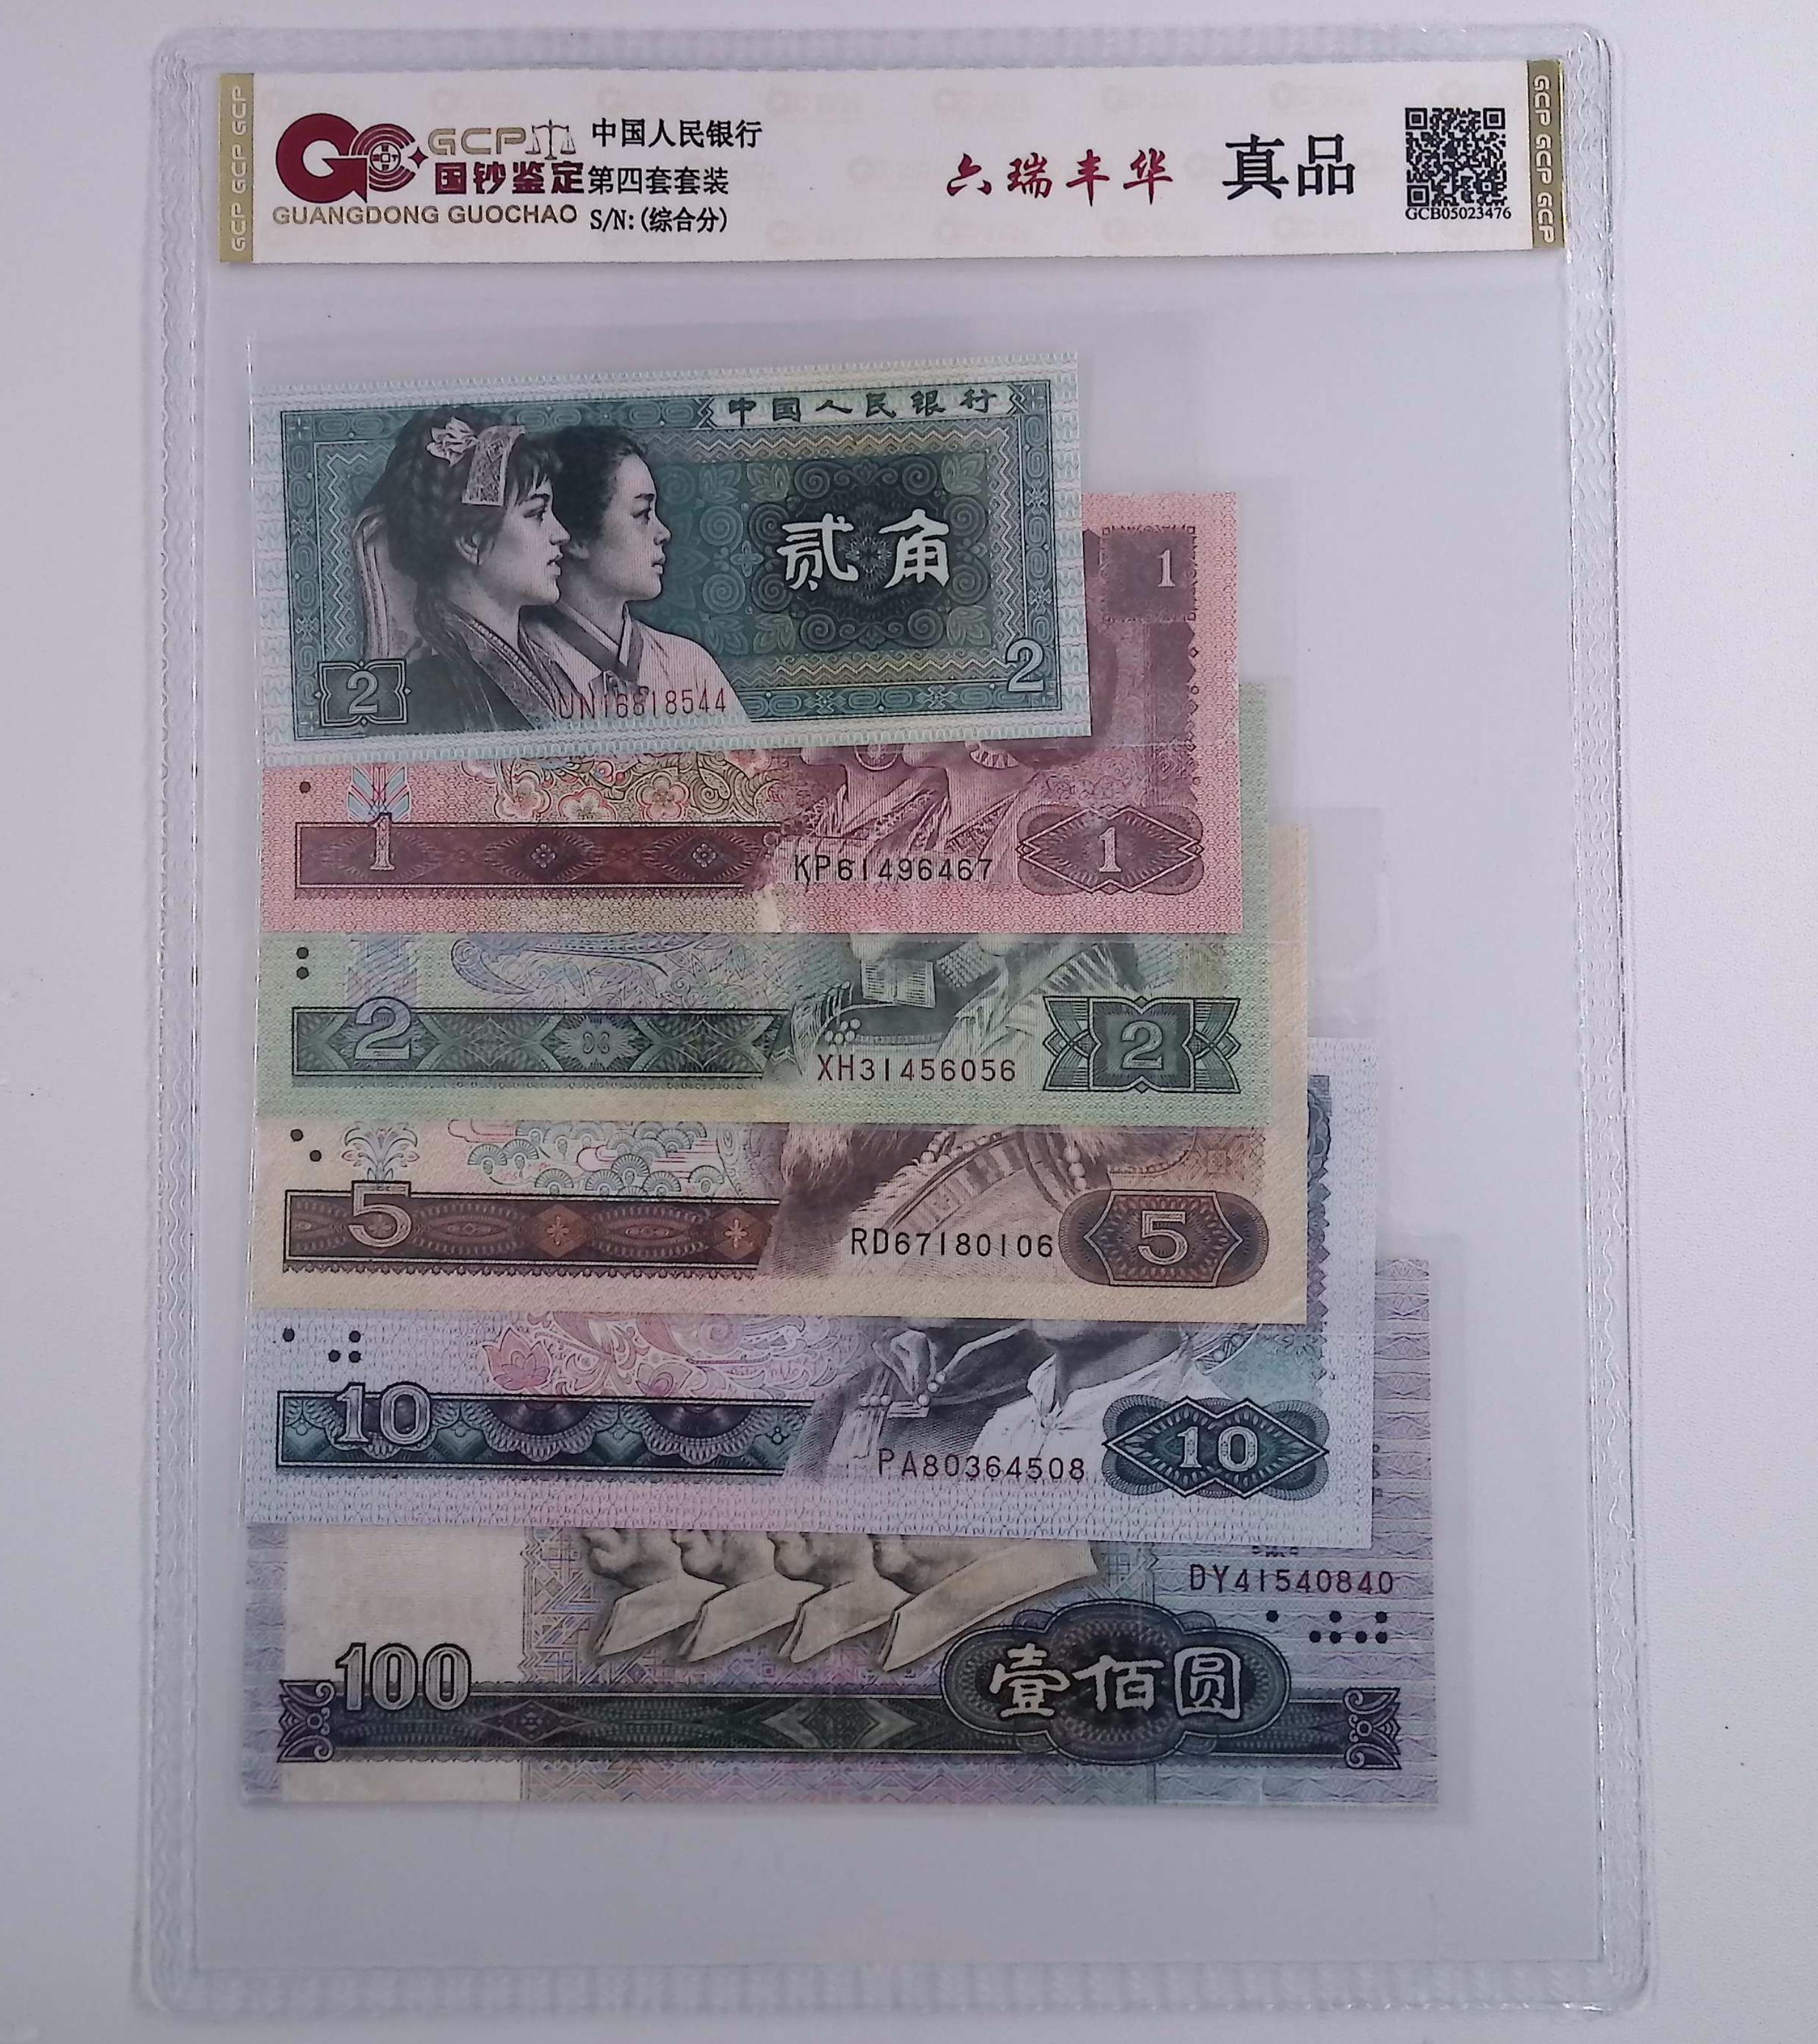 GCP GCP GCP
GCP
国钞鉴定
GUANGDONG GUOCHAO
中国人民银行
第四套套装
S/N: (综合分)
六瑞丰华
真品
GCB05023476
GCP GCP GCP
中国人民银行
贰角
2
2
UN16818544
1
1
KP61496467
1
2
XH31456056
2
5
RD67180106
5
10
PA80364508
10
DY41540840
100
壹佰圆